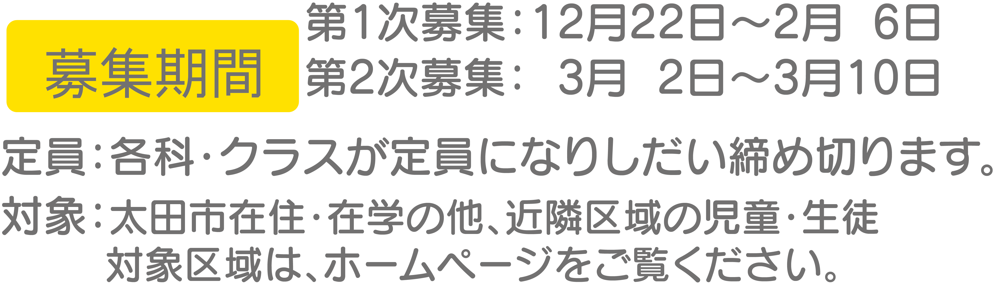 募集期間
第1次募集：12月22日～2月 6日
第2次募集： 3月 2日～3月10日
定員：各科・クラスが定員になりしだい締め切ります。
対象：太田市在住・在学の他、近隣区域の児童・生徒
対象区域は、ホームページをご覧ください。